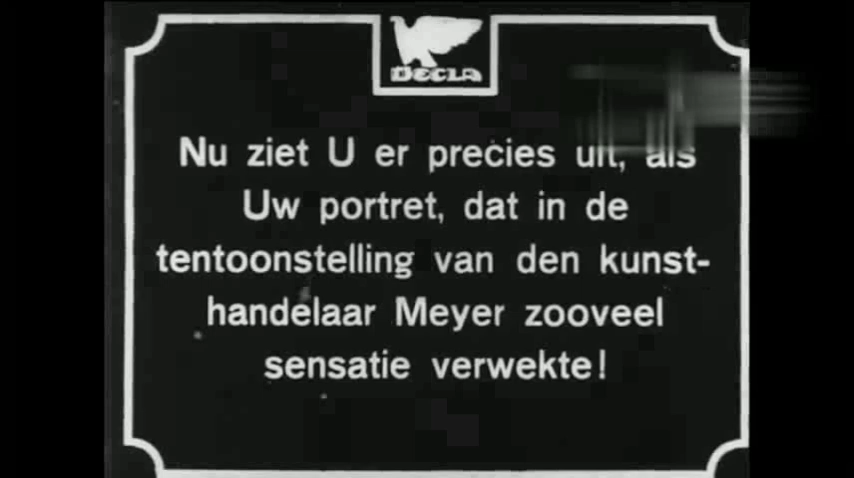 DECLA
Nu ziet U er precies uit, als
Uw portret, dat in de
tentoonstelling van den kunst-
handelaar Meyer zooveel
sensatie verwekte!